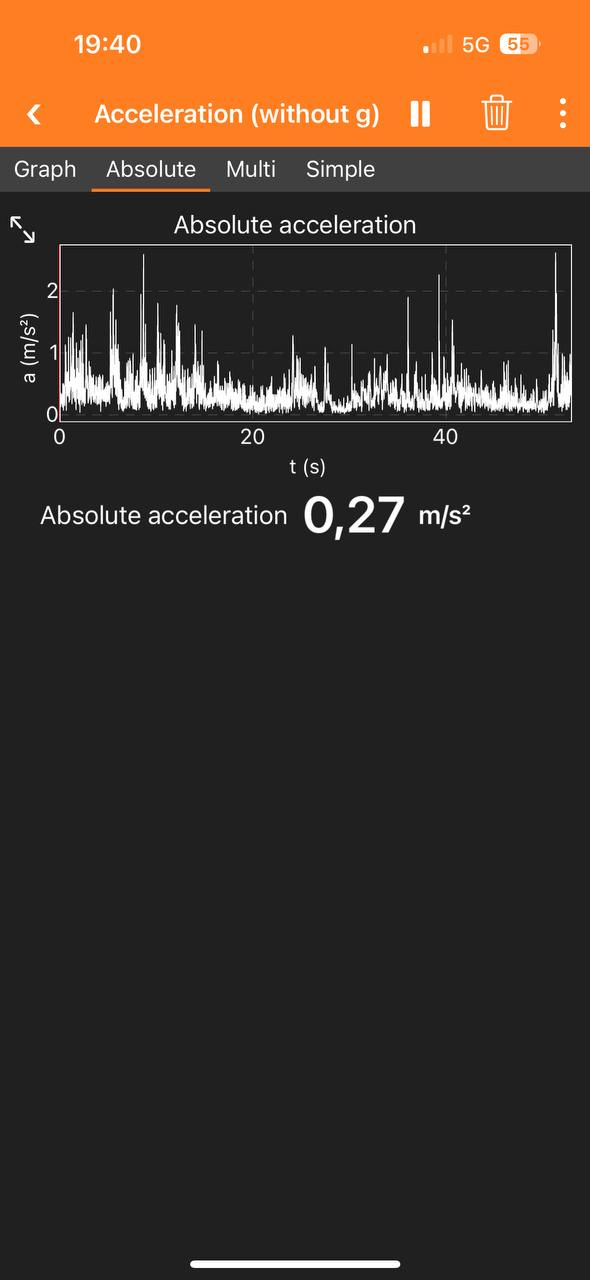 19:40 5G 55
Acceleration (without g)
Graph Absolute Multi Simple
Absolute acceleration
a (m/s²)
2
1
0
0 20 40
t (s)
Absolute acceleration 0,27 m/s²